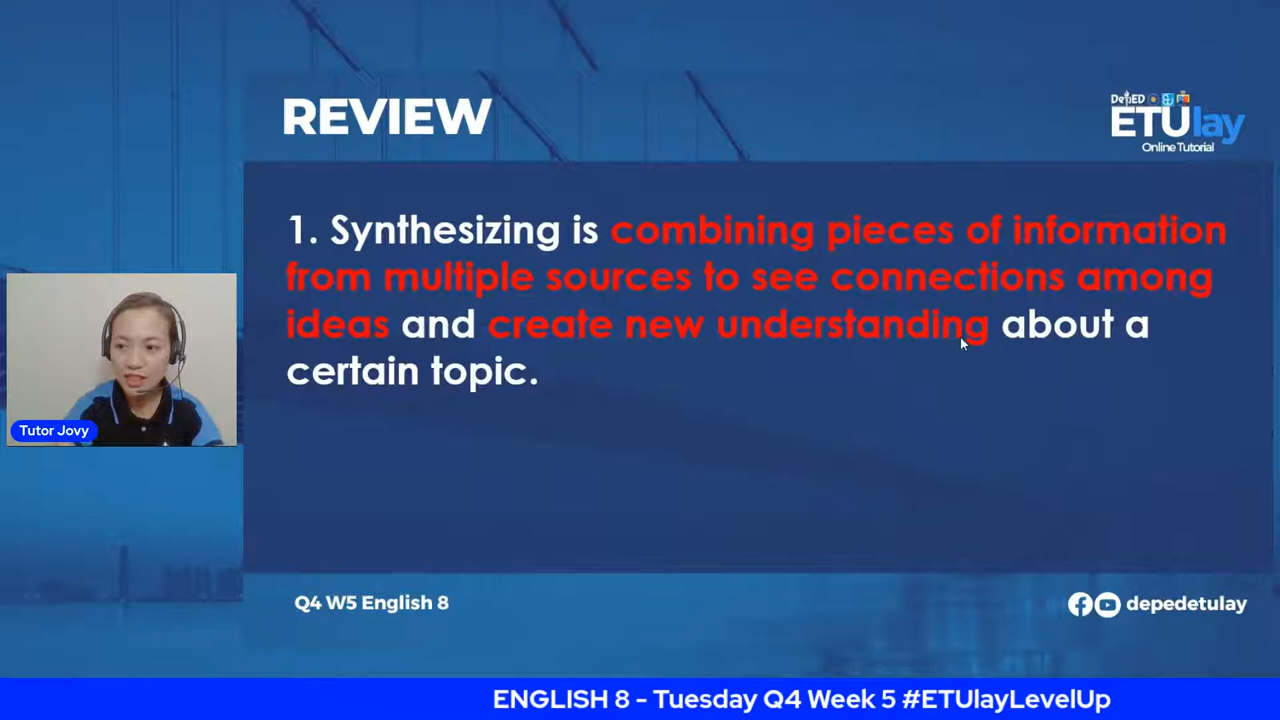 REVIEW
DepED
ETUlay
Online Tutorial
1. Synthesizing is combining pieces of information
from multiple sources to see connections among
ideas and create new understanding about a
certain topic.
Tutor Jovy
Q4 W5 English 8
depedetulay
ENGLISH 8 - Tuesday Q4 Week 5 #ETUlayLevelUp